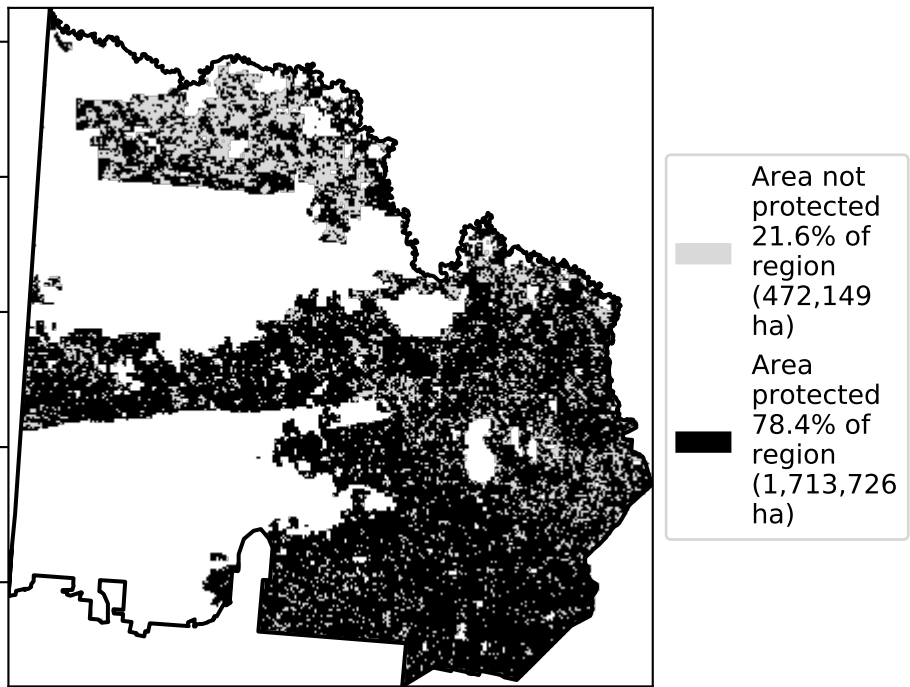 Area not
protected
21.6% of
region
(472,149
ha)
Area
protected
78.4% of
region
(1,713,726
ha)